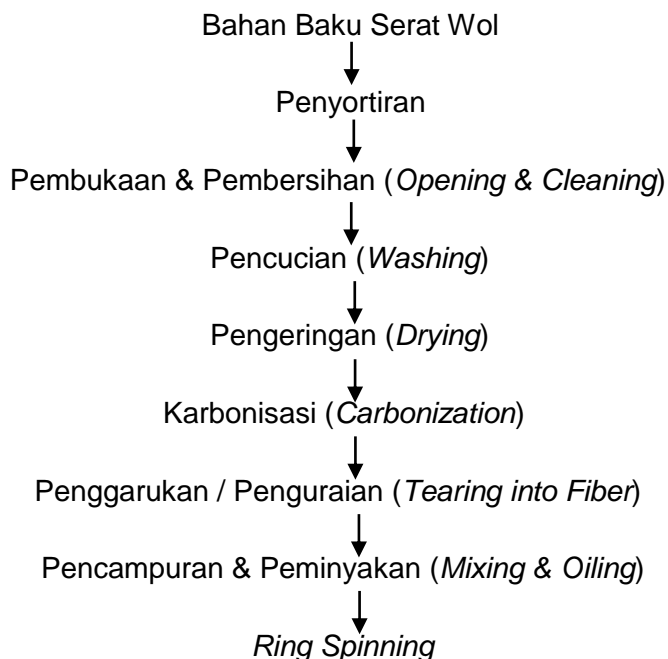 Bahan Baku Serat Wol
Penyortiran
Pembukaan & Pembersihan (Opening & Cleaning)
Pencucian (Washing)
Pengeringan (Drying)
Karbonisasi (Carbonization)
Penggarukan / Penguraian (Tearing into Fiber)
Pencampuran & Peminyakan (Mixing & Oiling)
Ring Spinning